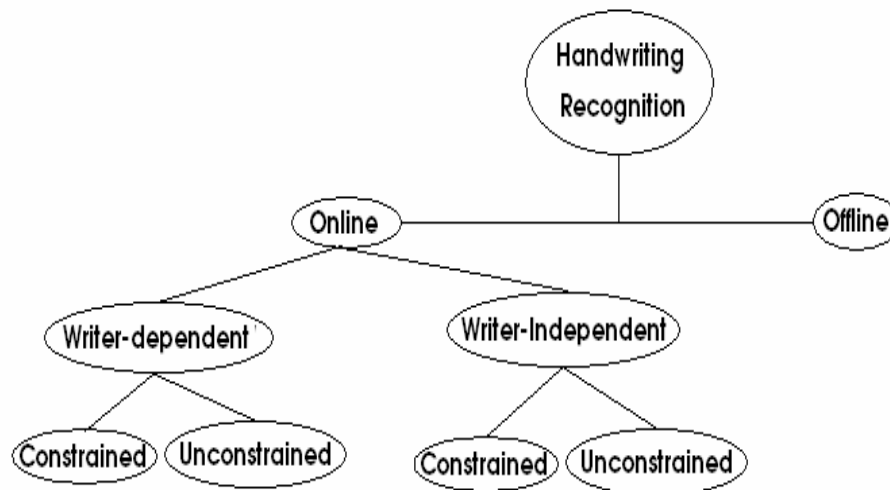 Handwriting
Recognition
Online
Offline
Writer-dependent
Writer-Independent
Constrained
Unconstrained
Constrained
Unconstrained